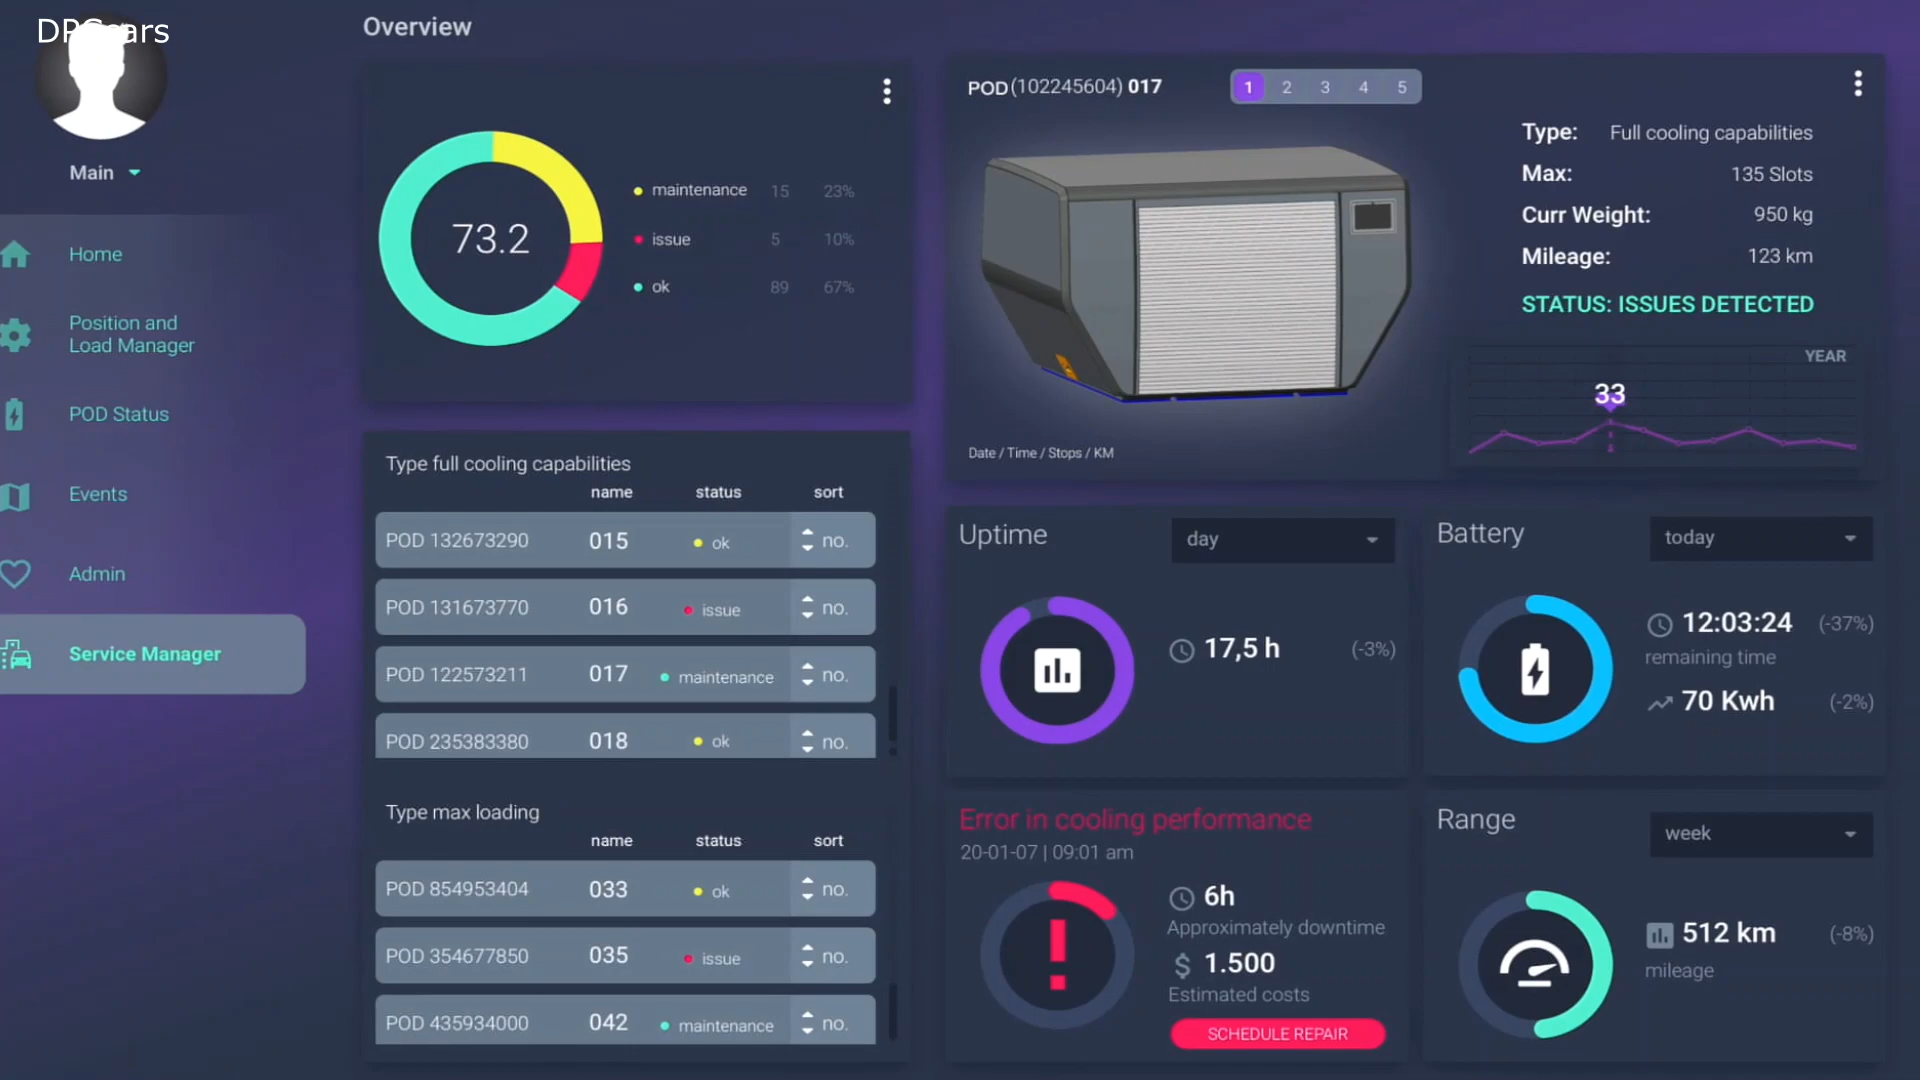 DPCcars
Main
Home
Position and
Load Manager
POD Status
Events
Admin
Service Manager
Overview
73.2
maintenance 15 23%
issue 5 10%
ok 89 67%
Type full cooling capabilities
name status sort
POD 132673290 015 ok no.
POD 131673770 016 issue no.
POD 122573211 017 maintenance no.
POD 235383380 018 ok no.
Type max loading
name status sort
POD 854953404 033 ok no.
POD 354677850 035 issue no.
POD 435934000 042 maintenance no.
POD(102245604) 017
1 2 3 4 5
Type: Full cooling capabilities
Max: 135 Slots
Curr Weight: 950 kg
Mileage: 123 km
STATUS: ISSUES DETECTED
YEAR
33
Date / Time / Stops / KM
Uptime day
17,5 h (-3%)
Battery today
12:03:24 (-37%)
remaining time
70 Kwh (-2%)
Error in cooling performance
20-01-07 | 09:01 am
6h
Approximately downtime
$ 1.500
Estimated costs
SCHEDULE REPAIR
Range week
512 km (-8%)
mileage